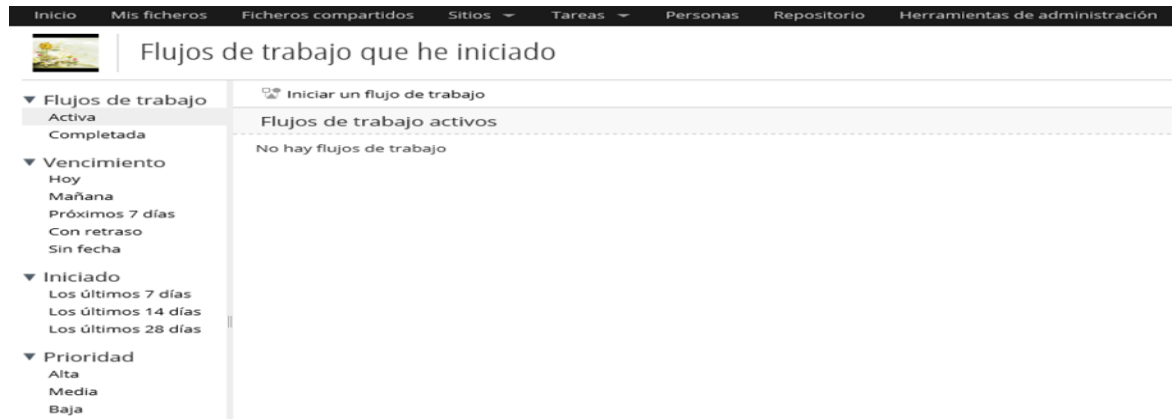 Inicio Mis ficheros Ficheros compartidos Sitios Tareas Personas Repositorio Herramientas de administración
Flujos de trabajo que he iniciado
Flujos de trabajo
Activa
Completada
Vencimiento
Hoy
Mañana
Próximos 7 días
Con retraso
Sin fecha
Iniciado
Los últimos 7 días
Los últimos 14 días
Los últimos 28 días
Prioridad
Alta
Media
Baja
Iniciar un flujo de trabajo
Flujos de trabajo activos
No hay flujos de trabajo